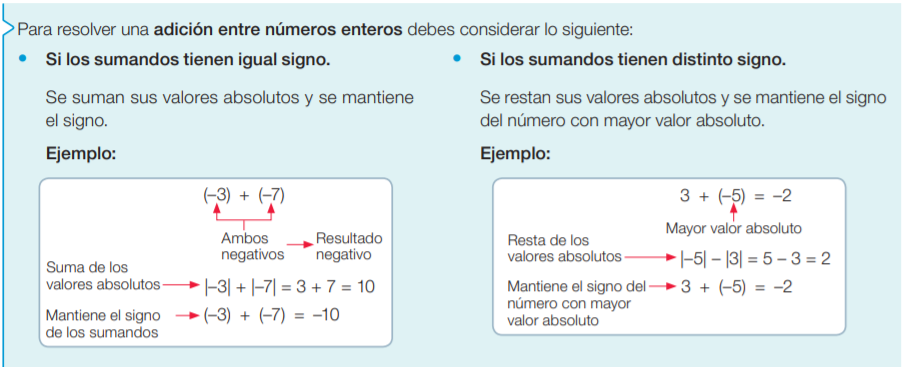 Para resolver una adición entre números enteros debes considerar lo siguiente:
• Si los sumandos tienen igual signo.
Se suman sus valores absolutos y se mantiene
el signo.
Ejemplo:
(–3) + (–7)
Ambos
negativos
Resultado
negativo
Suma de los
valores absolutos
|–3| + |–7| = 3 + 7 = 10
Mantiene el signo
de los sumandos
(–3) + (–7) = –10
• Si los sumandos tienen distinto signo.
Se restan sus valores absolutos y se mantiene el signo
del número con mayor valor absoluto.
Ejemplo:
3 + (–5) = –2
Mayor valor absoluto
Resta de los
valores absolutos
|–5| – |3| = 5 – 3 = 2
Mantiene el signo del
número con mayor
valor absoluto
3 + (–5) = –2